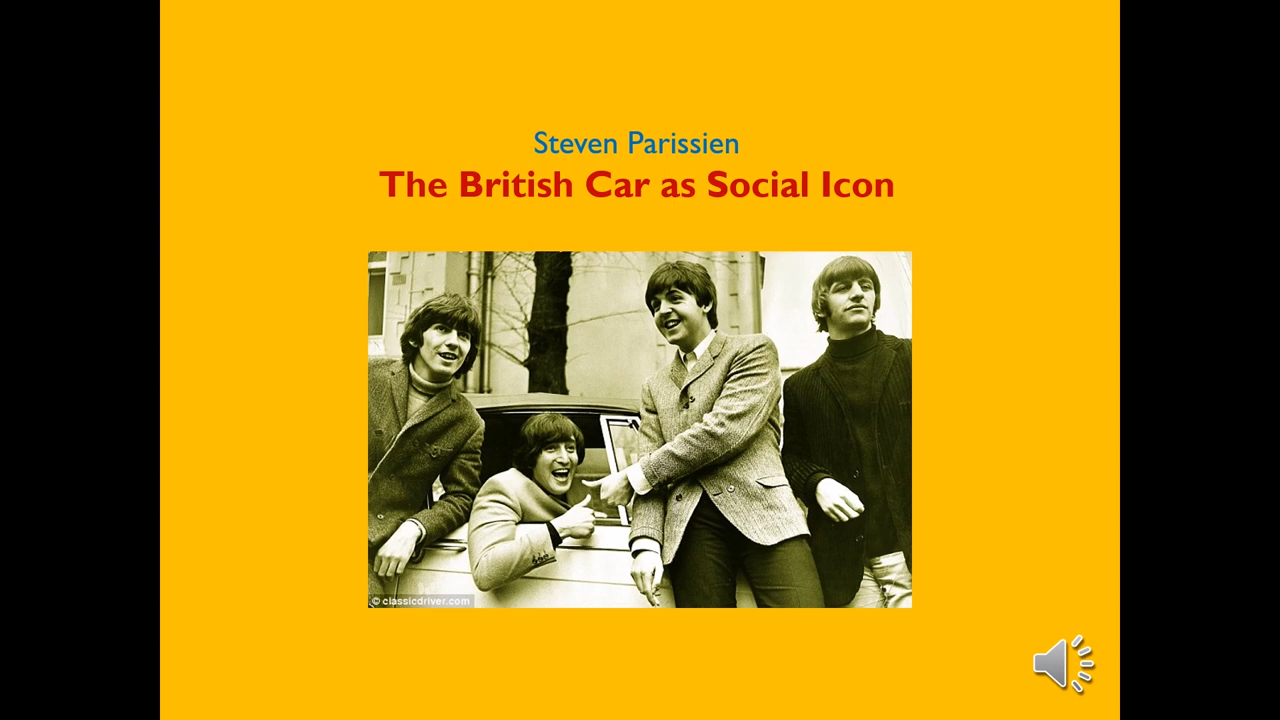 Steven Parissien
The British Car as Social Icon
© classicdriver.com